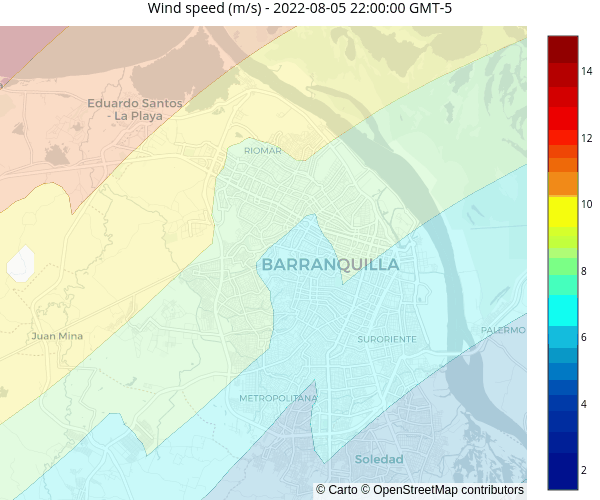 Wind speed (m/s) - 2022-08-05 22:00:00 GMT-5
Eduardo Santos
- La Playa
RIOMAR
BARRANQUILLA
Juan Mina
SURORIENTE
PALERMO
METROPOLITANA
Soledad
© Carto © OpenStreetMap contributors
14
12
10
8
6
4
2